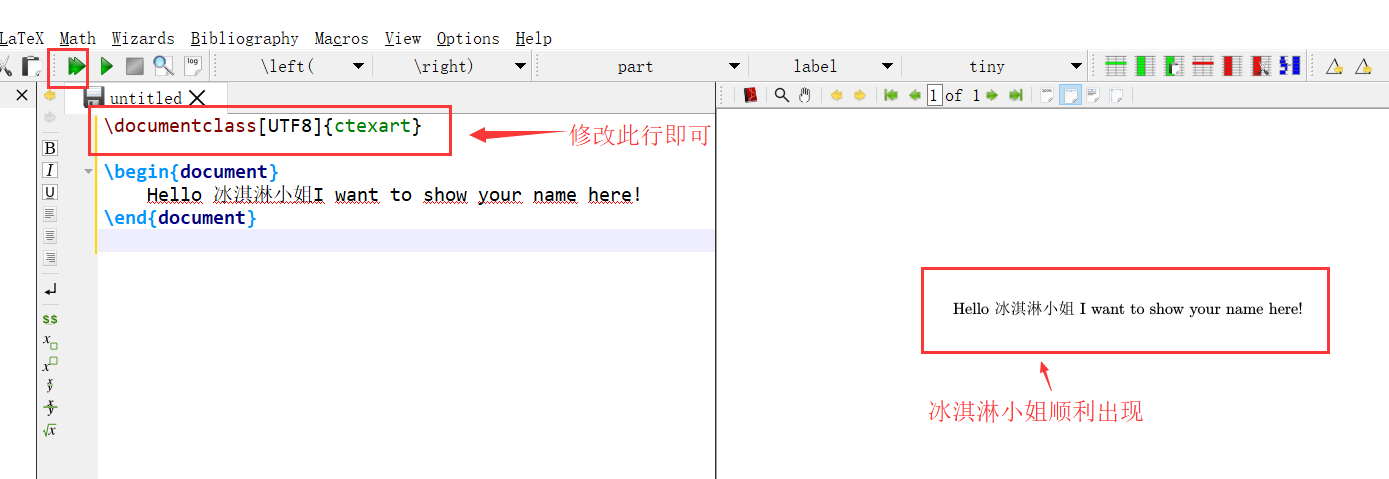 LaTeX Math Wizards Bibliography Macros View Options Help
log \left( \right) part label tiny
untitled
1 of 1
\documentclass[UTF8]{ctexart}
修改此行即可
B
\begin{document}
I
Hello 冰淇淋小姐I want to show your name here!
U
\end{document}
Hello 冰淇淋小姐 I want to show your name here!
$$
x
x
x/y
x/y
√x
冰淇淋小姐顺利出现